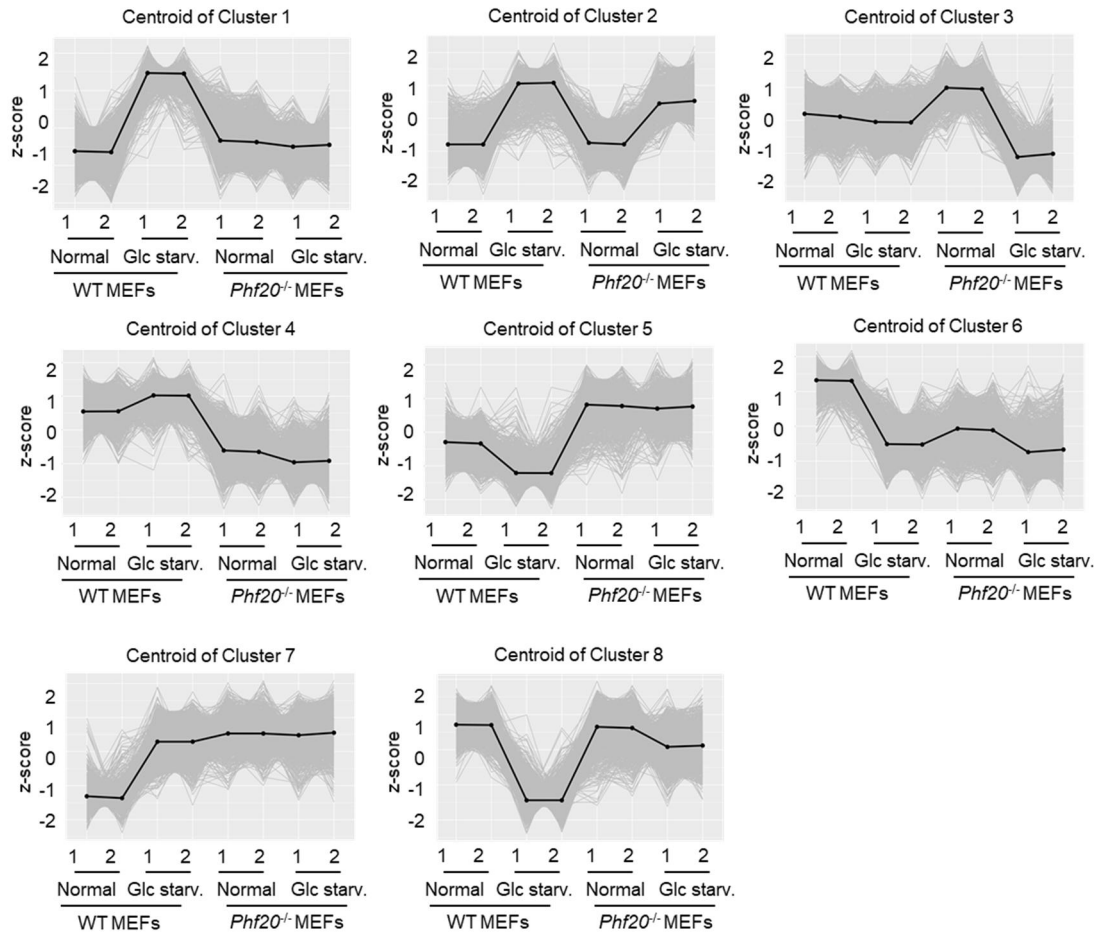 Centroid of Cluster 1
z-score
2
1
0
-1
-2
1 2 1 2 1 2 1 2
Normal Glc starv. Normal Glc starv.
WT MEFs Phf20-/- MEFs
Centroid of Cluster 2
z-score
2
1
0
-1
-2
1 2 1 2 1 2 1 2
Normal Glc starv. Normal Glc starv.
WT MEFs Phf20-/- MEFs
Centroid of Cluster 3
z-score
2
1
0
-1
-2
1 2 1 2 1 2 1 2
Normal Glc starv. Normal Glc starv.
WT MEFs Phf20-/- MEFs
Centroid of Cluster 4
z-score
2
1
0
-1
-2
1 2 1 2 1 2 1 2
Normal Glc starv. Normal Glc starv.
WT MEFs Phf20-/- MEFs
Centroid of Cluster 5
z-score
2
1
0
-1
-2
1 2 1 2 1 2 1 2
Normal Glc starv. Normal Glc starv.
WT MEFs Phf20-/- MEFs
Centroid of Cluster 6
z-score
2
1
0
-1
-2
1 2 1 2 1 2 1 2
Normal Glc starv. Normal Glc starv.
WT MEFs Phf20-/- MEFs
Centroid of Cluster 7
z-score
2
1
0
-1
-2
1 2 1 2 1 2 1 2
Normal Glc starv. Normal Glc starv.
WT MEFs Phf20-/- MEFs
Centroid of Cluster 8
z-score
2
1
0
-1
-2
1 2 1 2 1 2 1 2
Normal Glc starv. Normal Glc starv.
WT MEFs Phf20-/- MEFs